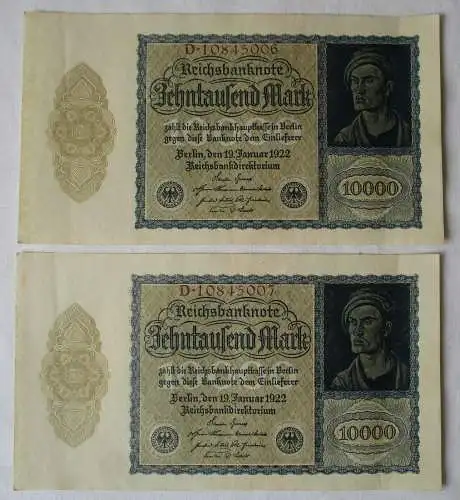 D·10845006
Reichsbanknote
Zehntausend Mark
zahlt die Reichsbankhauptkasse in Berlin
gegen diese Banknote dem Einlieferer
Berlin, den 19. Januar 1922
Reichsbankdirektorium
10000
D·10845007
Reichsbanknote
Zehntausend Mark
zahlt die Reichsbankhauptkasse in Berlin
gegen diese Banknote dem Einlieferer
Berlin, den 19. Januar 1922
Reichsbankdirektorium
10000